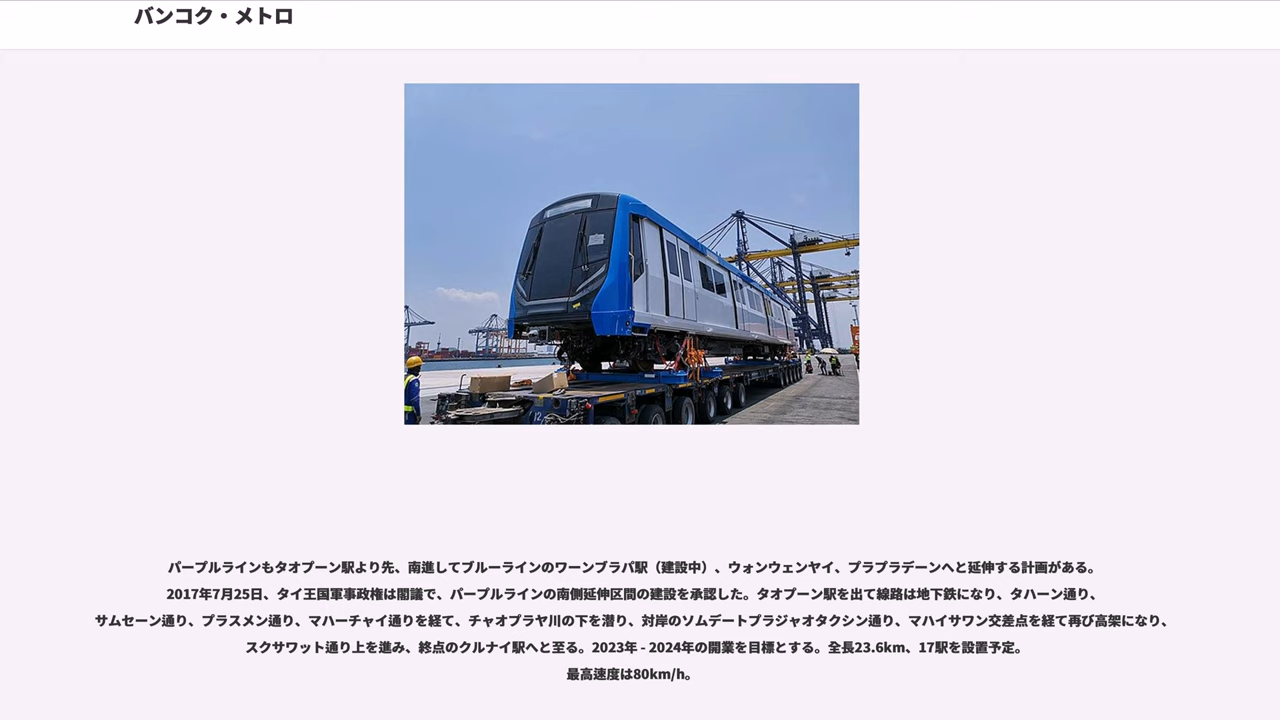 バンコク・メトロ
12
パープルラインもタオプーン駅より先、南進してブルーラインのワーンブラパ駅（建設中）、ウォンウェンヤイ、プラプラデーンへと延伸する計画がある。
2017年7月25日、タイ王国軍事政権は閣議で、パープルラインの南側延伸区間の建設を承認した。タオプーン駅を出て線路は地下鉄になり、タハーン通り、
サムセーン通り、プラスメン通り、マハーチャイ通りを経て、チャオプラヤ川の下を潜り、対岸のソムデートプラジャオタクシン通り、マハイサワン交差点を経て再び高架になり、
スクサワット通り上を進み、終点のクルナイ駅へと至る。2023年 - 2024年の開業を目標とする。全長23.6km、17駅を設置予定。
最高速度は80km/h。